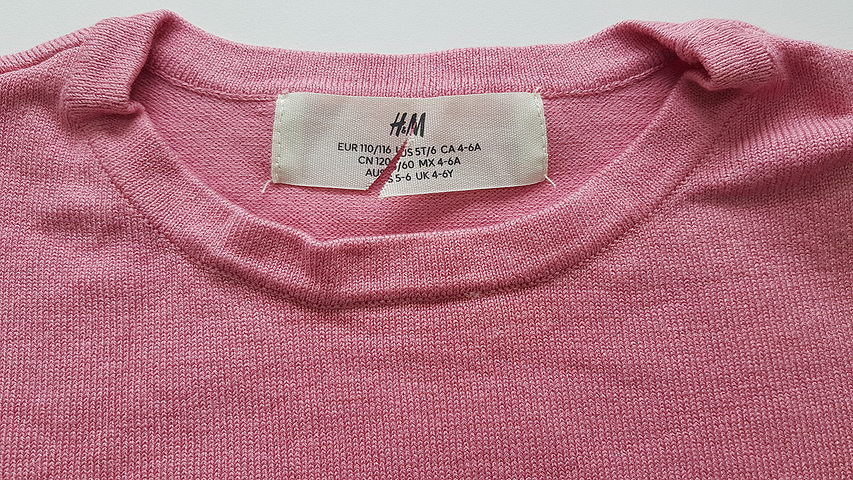 H&M
EUR 110/116 US 5T/6 CA 4-6A
CN 120 /60 MX 4-6A
AUS 5-6 UK 4-6Y